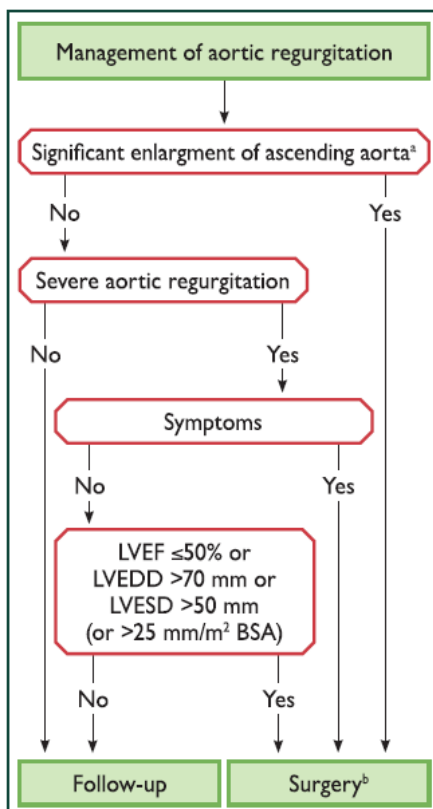 Management of aortic regurgitation
Significant enlargment of ascending aortaᵃ
No
Yes
Severe aortic regurgitation
No
Yes
Symptoms
No
Yes
LVEF ≤50% or
LVEDD >70 mm or
LVESD >50 mm
(or >25 mm/m² BSA)
No
Yes
Follow-up
Surgeryᵇ